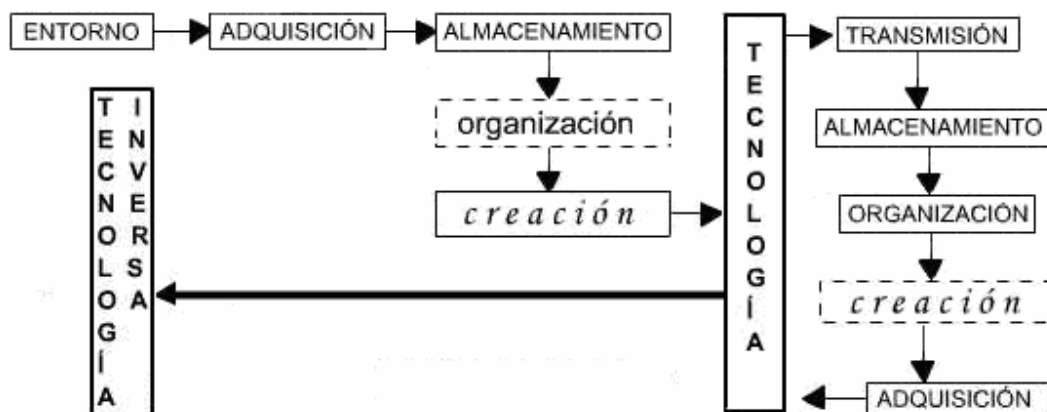 ENTORNO
ADQUISICIÓN
ALMACENAMIENTO
organización
creación
TECNOLOGÍA
TRANSMISIÓN
ALMACENAMIENTO
ORGANIZACIÓN
creación
ADQUISICIÓN
TECNOLOGÍA
INVERSA